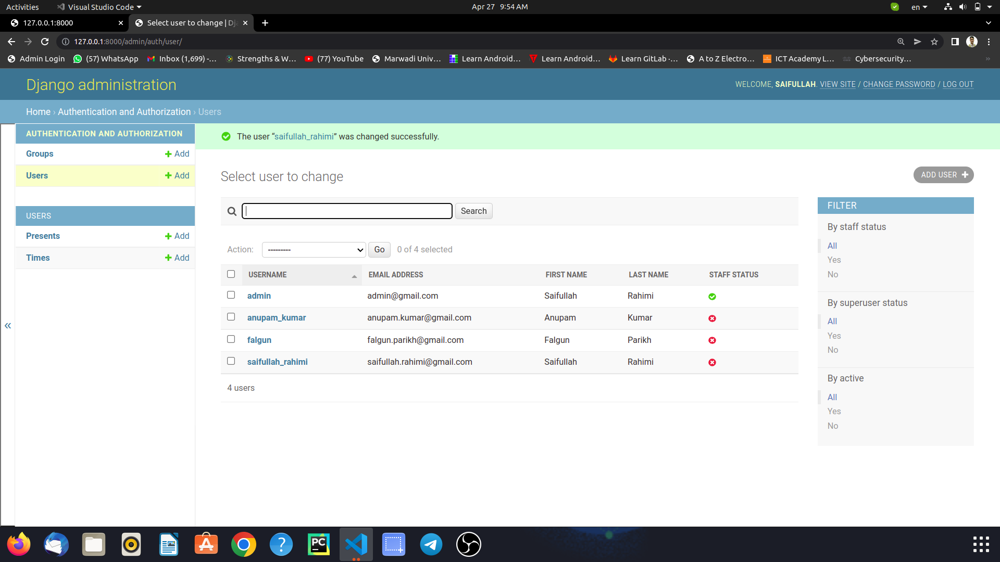 Activities Visual Studio Code Apr 27 9:54 AM en
127.0.0.1:8000 Select user to change | Dja
127.0.0.1:8000/admin/auth/user/
Admin Login (57) WhatsApp Inbox (1,699) -... Strengths & W... (77) YouTube Marwadi Univ... Learn Android... Learn Android... Learn GitLab ·... A to Z Electro... ICT Academy L... Cybersecurity... »
Django administration WELCOME, SAIFULLAH. VIEW SITE / CHANGE PASSWORD / LOG OUT
Home › Authentication and Authorization › Users
AUTHENTICATION AND AUTHORIZATION
Groups + Add
Users + Add
USERS
Presents + Add
Times + Add
«
The user “saifullah_rahimi” was changed successfully.
Select user to change
ADD USER +
Search
Action: --------- Go 0 of 4 selected
USERNAME EMAIL ADDRESS FIRST NAME LAST NAME STAFF STATUS
admin admin@gmail.com Saifullah Rahimi
anupam_kumar anupam.kumar@gmail.com Anupam Kumar
falgun falgun.parikh@gmail.com Falgun Parikh
saifullah_rahimi saifullah.rahimi@gmail.com Saifullah Rahimi
4 users
FILTER
By staff status
All
Yes
No
By superuser status
All
Yes
No
By active
All
Yes
No
PC